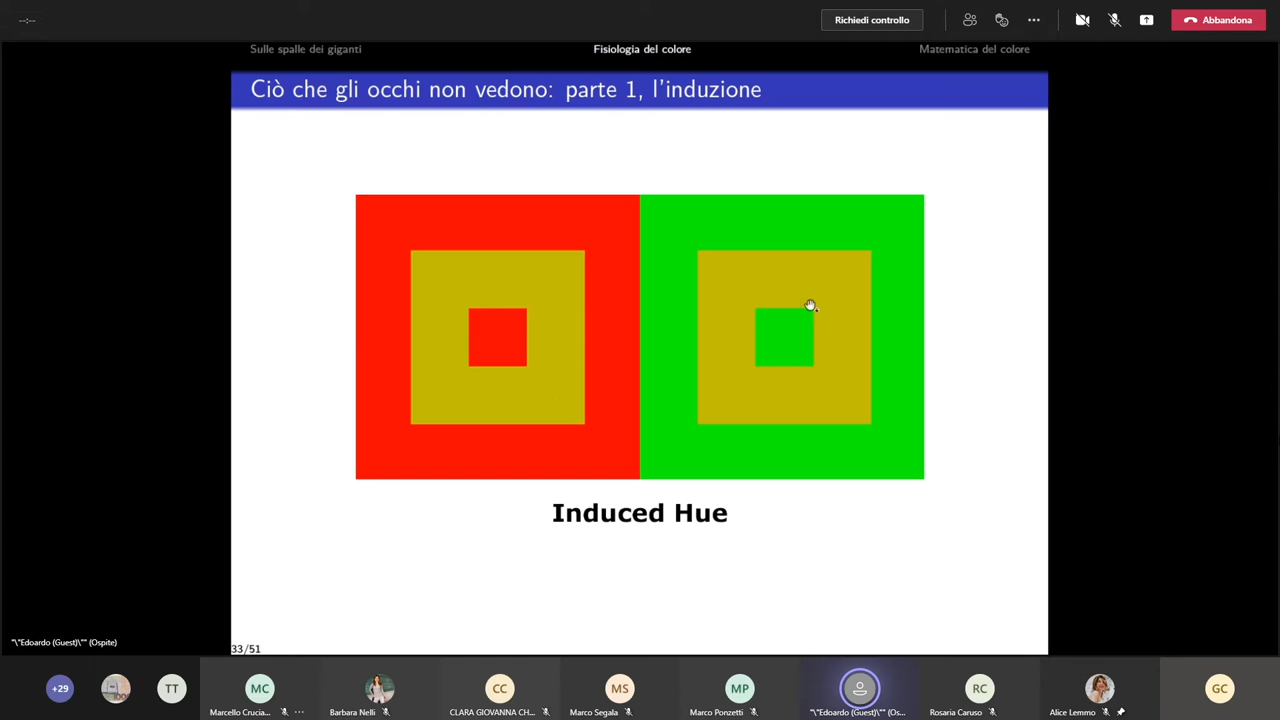 --:--
Richiedi controllo
Abbandona
Sulle spalle dei giganti
Fisiologia del colore
Matematica del colore
Ciò che gli occhi non vedono: parte 1, l'induzione
Induced Hue
"\"Edoardo (Guest)\"" (Ospite)
33/51
+29
TT
MC
CC
MS
MP
RC
GC
Marcello Crucia...
Barbara Nelli
CLARA GIOVANNA CH...
Marco Segala
Marco Ponzetti
"\"Edoardo (Guest)\"" (Os...
Rosaria Caruso
Alice Lemmo